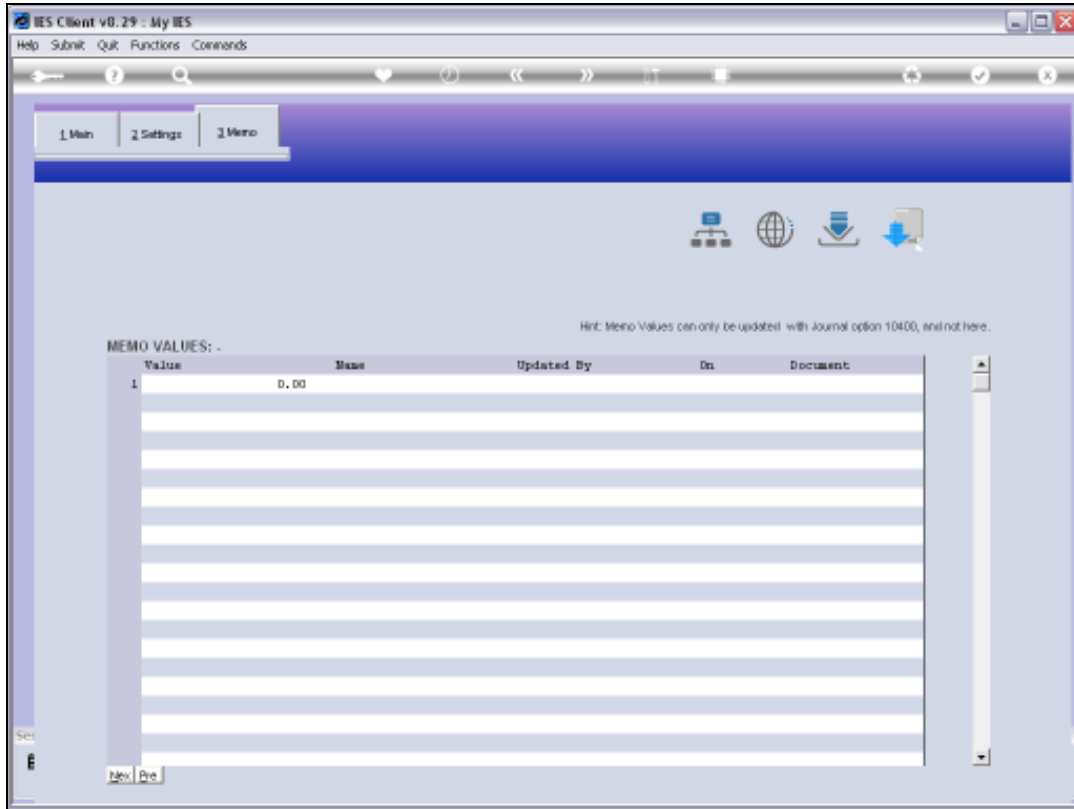 IES Client v8.29 : My IES
Help Submit Quit Functions Commands
1 Main 2 Settings 3 Memo
Hint: Memo Values can only be updated with Journal option 10400, and not here.
MEMO VALUES: -
Value Name Updated By On Document
1 0.00
Nex Pre